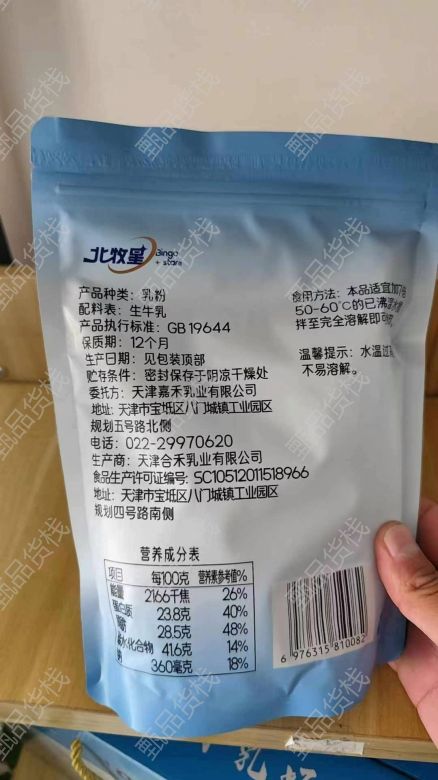 北牧星
Bingo
+ store
产品种类：乳粉
配料表：生牛乳
产品执行标准：GB 19644
保质期：12个月
生产日期：见包装顶部
贮存条件：密封保存于阴凉干燥处
委托方：天津嘉禾乳业有限公司
地址：天津市宝坻区八门城镇工业园区
规划五号路北侧
电话：022-29970620
生产商：天津合禾乳业有限公司
食品生产许可证编号：SC10512011518966
地址：天津市宝坻区八门城镇工业园区
规划四号路南侧
食用方法：本品适宜加入
50-60℃的已沸
拌至完全溶解即可
温馨提示：水温过
不易溶解。
营养成分表
项目 每100克 营养素参考值%
能量 2166千焦 26%
蛋白质 23.8克 40%
脂肪 28.5克 48%
碳水化合物 41.6克 14%
钠 360毫克 18%
6 976315 810082
甄品货栈